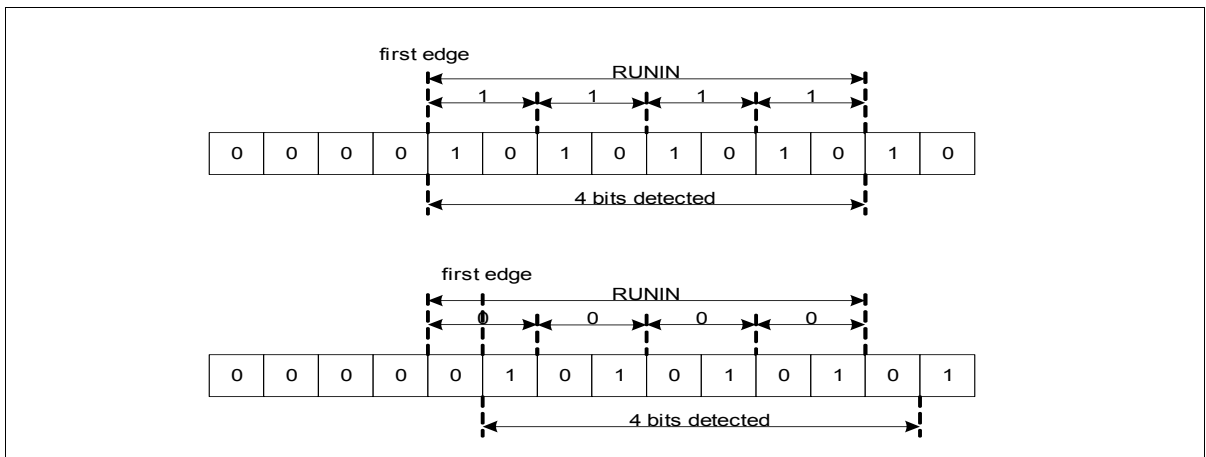 first edge
RUNIN
1 1 1 1
0 0 0 0 1 0 1 0 1 0 1 0 1 0
4 bits detected
first edge
RUNIN
0 0 0 0
0 0 0 0 0 1 0 1 0 1 0 1 0 1
4 bits detected